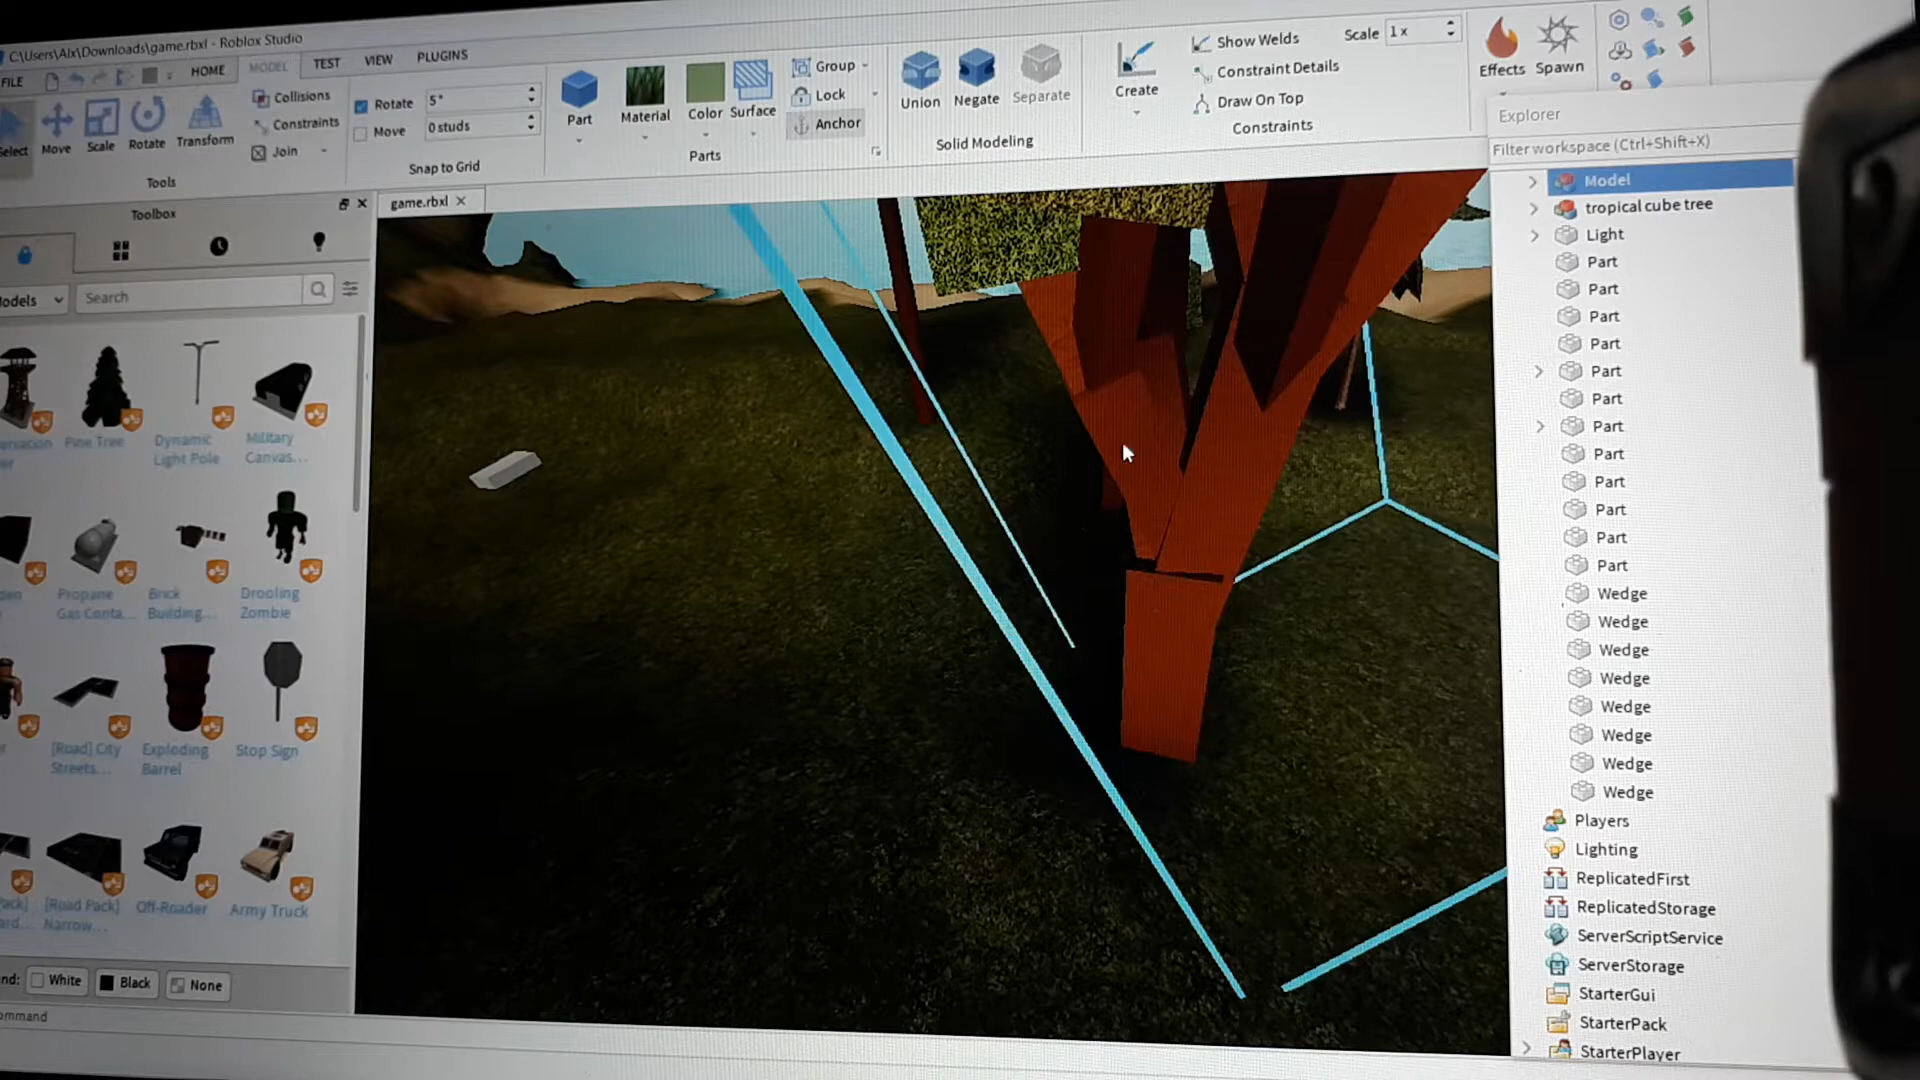 C:\Users\Alx\Downloads\game.rbxl - Roblox Studio
FILE HOME MODEL TEST VIEW PLUGINS
Select Move Scale Rotate Transform
Collisions
Constraints
Join
Tools
Rotate 5°
Move 0 studs
Snap to Grid
Part Material Color Surface
Group
Lock
Anchor
Parts
Union Negate Separate
Solid Modeling
Create
Show Welds
Constraint Details
Draw On Top
Scale 1 x
Constraints
Effects Spawn
Toolbox
Search
Pine Tree
Dynamic
Light Pole
Military
Canvas...
Propane
Gas Conta...
Brick
Building...
Drooling
Zombie
[Road] City
Streets...
Exploding
Barrel
Stop Sign
[Road Pack]
Narrow...
Off-Roader
Army Truck
White Black None
game.rbxl
Explorer
Filter workspace (Ctrl+Shift+X)
Model
tropical cube tree
Light
Part
Part
Part
Part
Part
Part
Part
Part
Part
Part
Part
Part
Wedge
Wedge
Wedge
Wedge
Wedge
Wedge
Wedge
Wedge
Players
Lighting
ReplicatedFirst
ReplicatedStorage
ServerScriptService
ServerStorage
StarterGui
StarterPack
StarterPlayer